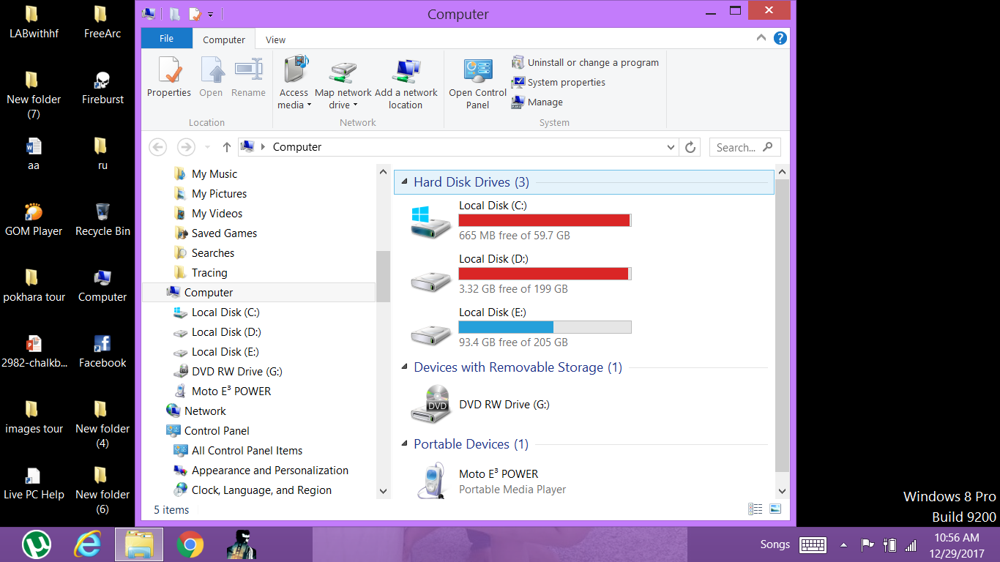 LABwithhf
FreeArc
New folder
(7)
Fireburst
aa
ru
GOM Player
Recycle Bin
pokhara tour
Computer
2982-chalkb...
Facebook
images tour
New folder
(4)
Live PC Help
New folder
(6)
Computer
File
Computer
View
Properties
Open
Rename
Location
Access
media
Map network
drive
Add a network
location
Network
Open Control
Panel
Uninstall or change a program
System properties
Manage
System
Computer
Search...
My Music
My Pictures
My Videos
Saved Games
Searches
Tracing
Computer
Local Disk (C:)
Local Disk (D:)
Local Disk (E:)
DVD RW Drive (G:)
Moto E³ POWER
Network
Control Panel
All Control Panel Items
Appearance and Personalization
Clock, Language, and Region
Hard Disk Drives (3)
Local Disk (C:)
665 MB free of 59.7 GB
Local Disk (D:)
3.32 GB free of 199 GB
Local Disk (E:)
93.4 GB free of 205 GB
Devices with Removable Storage (1)
DVD
DVD RW Drive (G:)
Portable Devices (1)
Moto E³ POWER
Portable Media Player
5 items
Windows 8 Pro
Build 9200
Songs
10:56 AM
12/29/2017